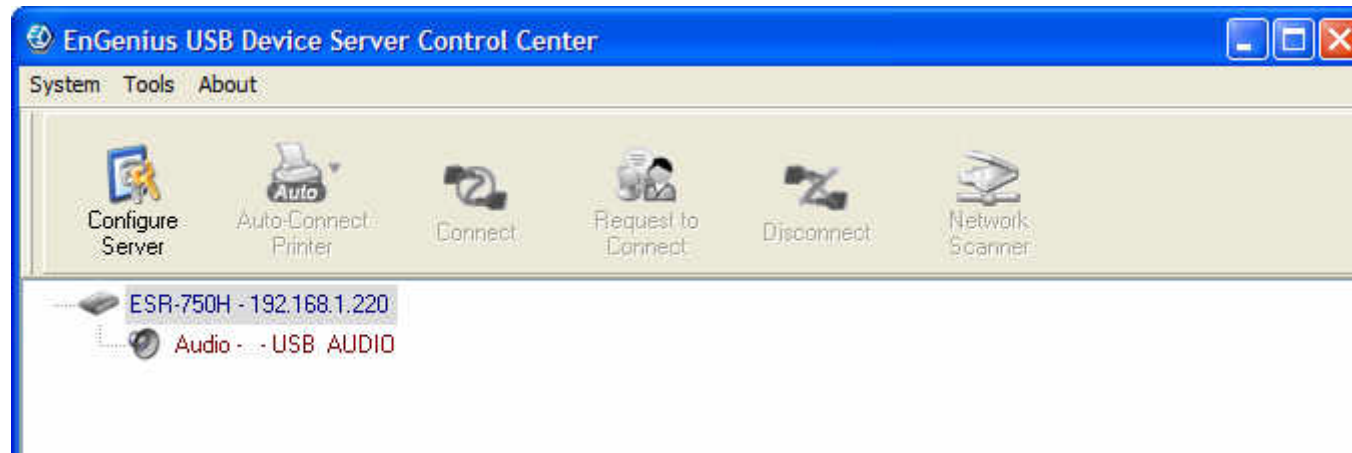 EnGenius USB Device Server Control Center
System Tools About
Configure Server
Auto
Auto-Connect Printer
Connect
Request to Connect
Disconnect
Network Scanner
ESR-750H - 192.168.1.220
Audio - - USB AUDIO